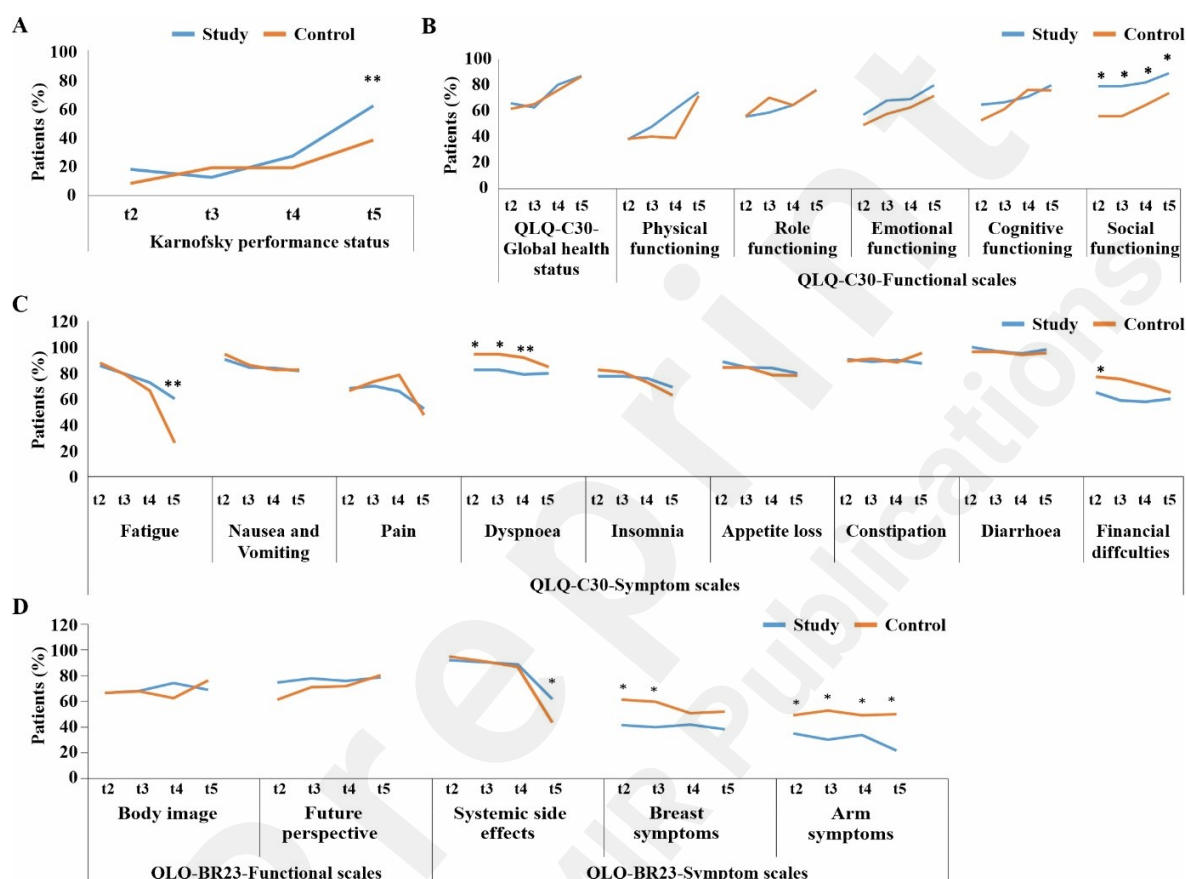 A
Study Control
100
80
60
40
20
0
Patients (%)
**
t2 t3 t4 t5
Karnofsky performance status
B
Study Control
100
80
60
40
20
0
Patients (%)
* * * *
t2 t3 t4 t5 t2 t3 t4 t5 t2 t3 t4 t5 t2 t3 t4 t5 t2 t3 t4 t5 t2 t3 t4 t5
QLQ-C30- Physical Role Emotional Cognitive Social
Global health functioning functioning functioning functioning functioning
status
QLQ-C30-Functional scales
C
Study Control
120
100
80
60
40
20
0
Patients (%)
** * * ** *
t2 t3 t4 t5 t2 t3 t4 t5 t2 t3 t4 t5 t2 t3 t4 t5 t2 t3 t4 t5 t2 t3 t4 t5 t2 t3 t4 t5 t2 t3 t4 t5 t2 t3 t4 t5
Fatigue Nausea and Pain Dyspnoea Insomnia Appetite loss Constipation Diarrhoea Financial
Vomiting diffculties
QLQ-C30-Symptom scales
D
Study Control
120
100
80
60
40
20
0
Patients (%)
* * * * * * *
t2 t3 t4 t5 t2 t3 t4 t5 t2 t3 t4 t5 t2 t3 t4 t5 t2 t3 t4 t5
Body image Future Systemic side Breast Arm
perspective effects symptoms symptoms
QLQ-BR23-Functional scales QLQ-BR23-Symptom scales
Preprint
JMIR Publications